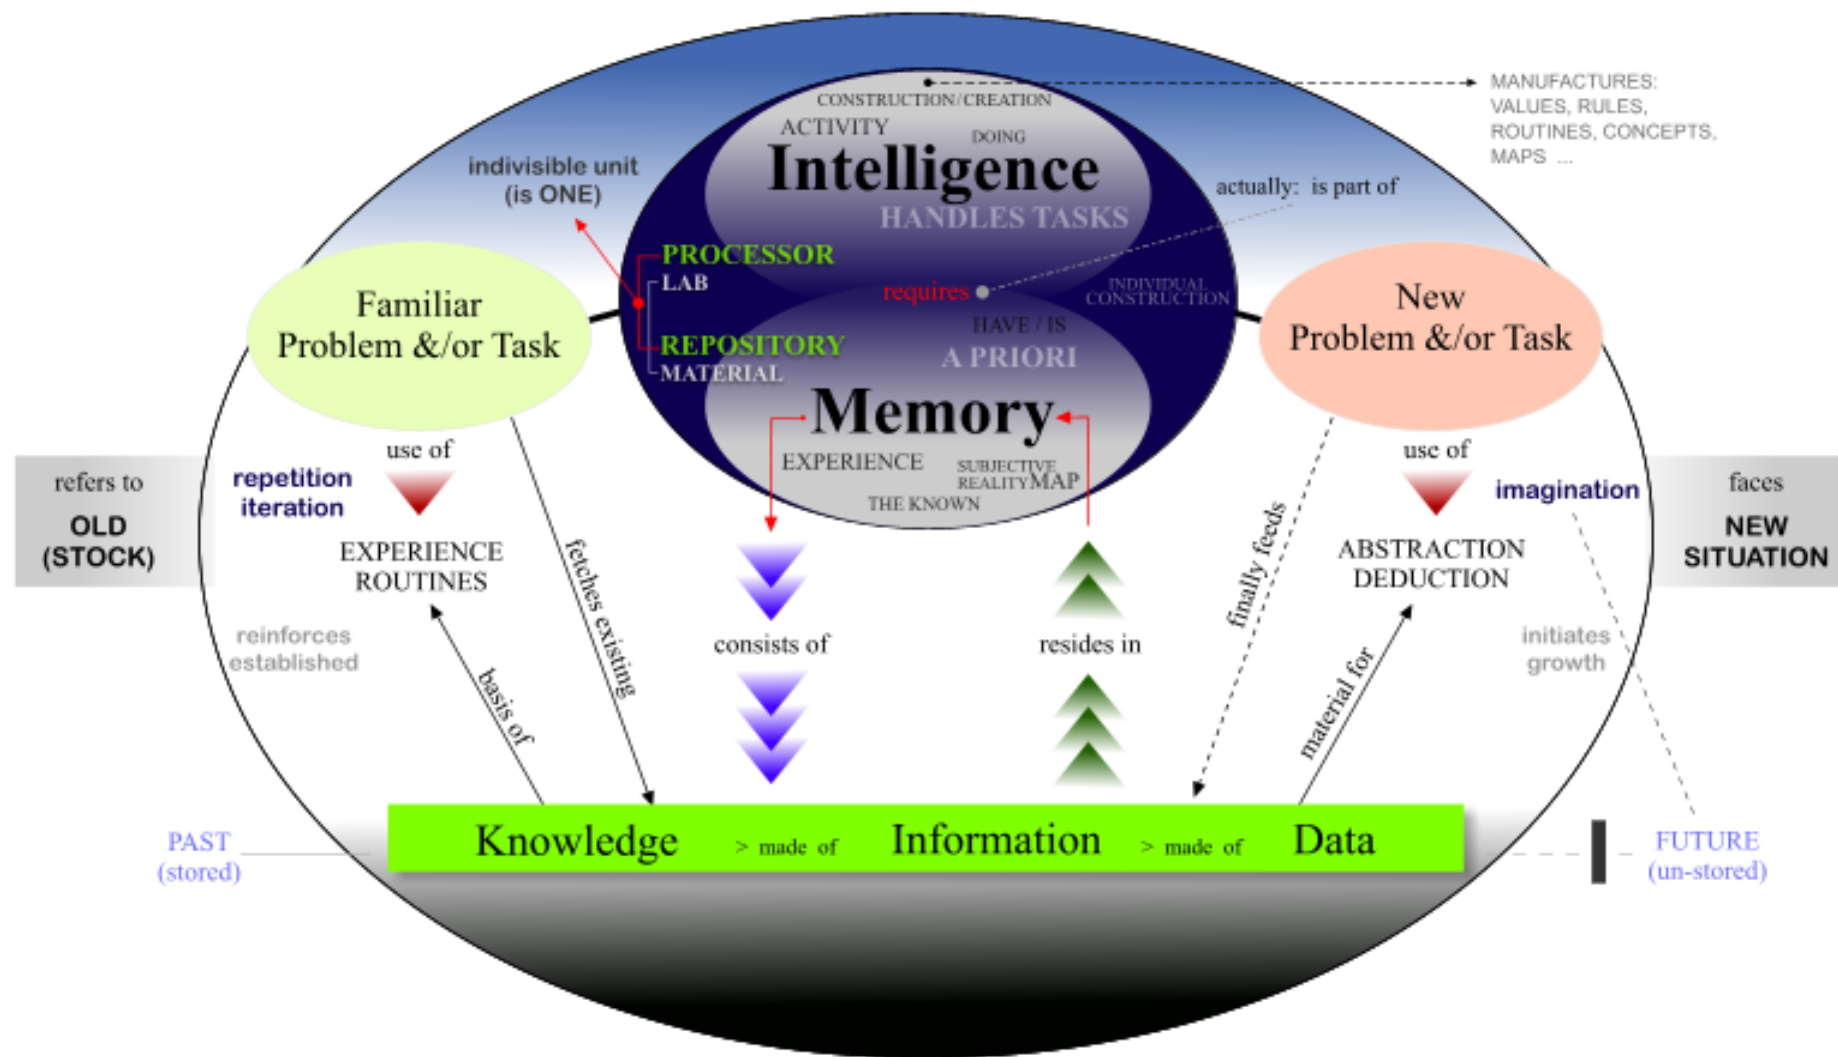 MANUFACTURES:
VALUES, RULES,
ROUTINES, CONCEPTS,
MAPS ...
CONSTRUCTION/CREATION
ACTIVITY
DOING
Intelligence
HANDLES TASKS
indivisible unit
(is ONE)
actually: is part of
PROCESSOR
LAB
requires
INDIVIDUAL
CONSTRUCTION
HAVE / IS
REPOSITORY
A PRIORI
MATERIAL
Memory
EXPERIENCE
SUBJECTIVE
REALITY MAP
THE KNOWN
Familiar
Problem &/or Task
New
Problem &/or Task
refers to
OLD
(STOCK)
repetition
iteration
use of
EXPERIENCE
ROUTINES
reinforces
established
basis of
fetches existing
consists of
resides in
finally feeds
use of
imagination
ABSTRACTION
DEDUCTION
material for
initiates
growth
faces
NEW
SITUATION
PAST
(stored)
Knowledge > made of Information > made of Data
FUTURE
(un-stored)